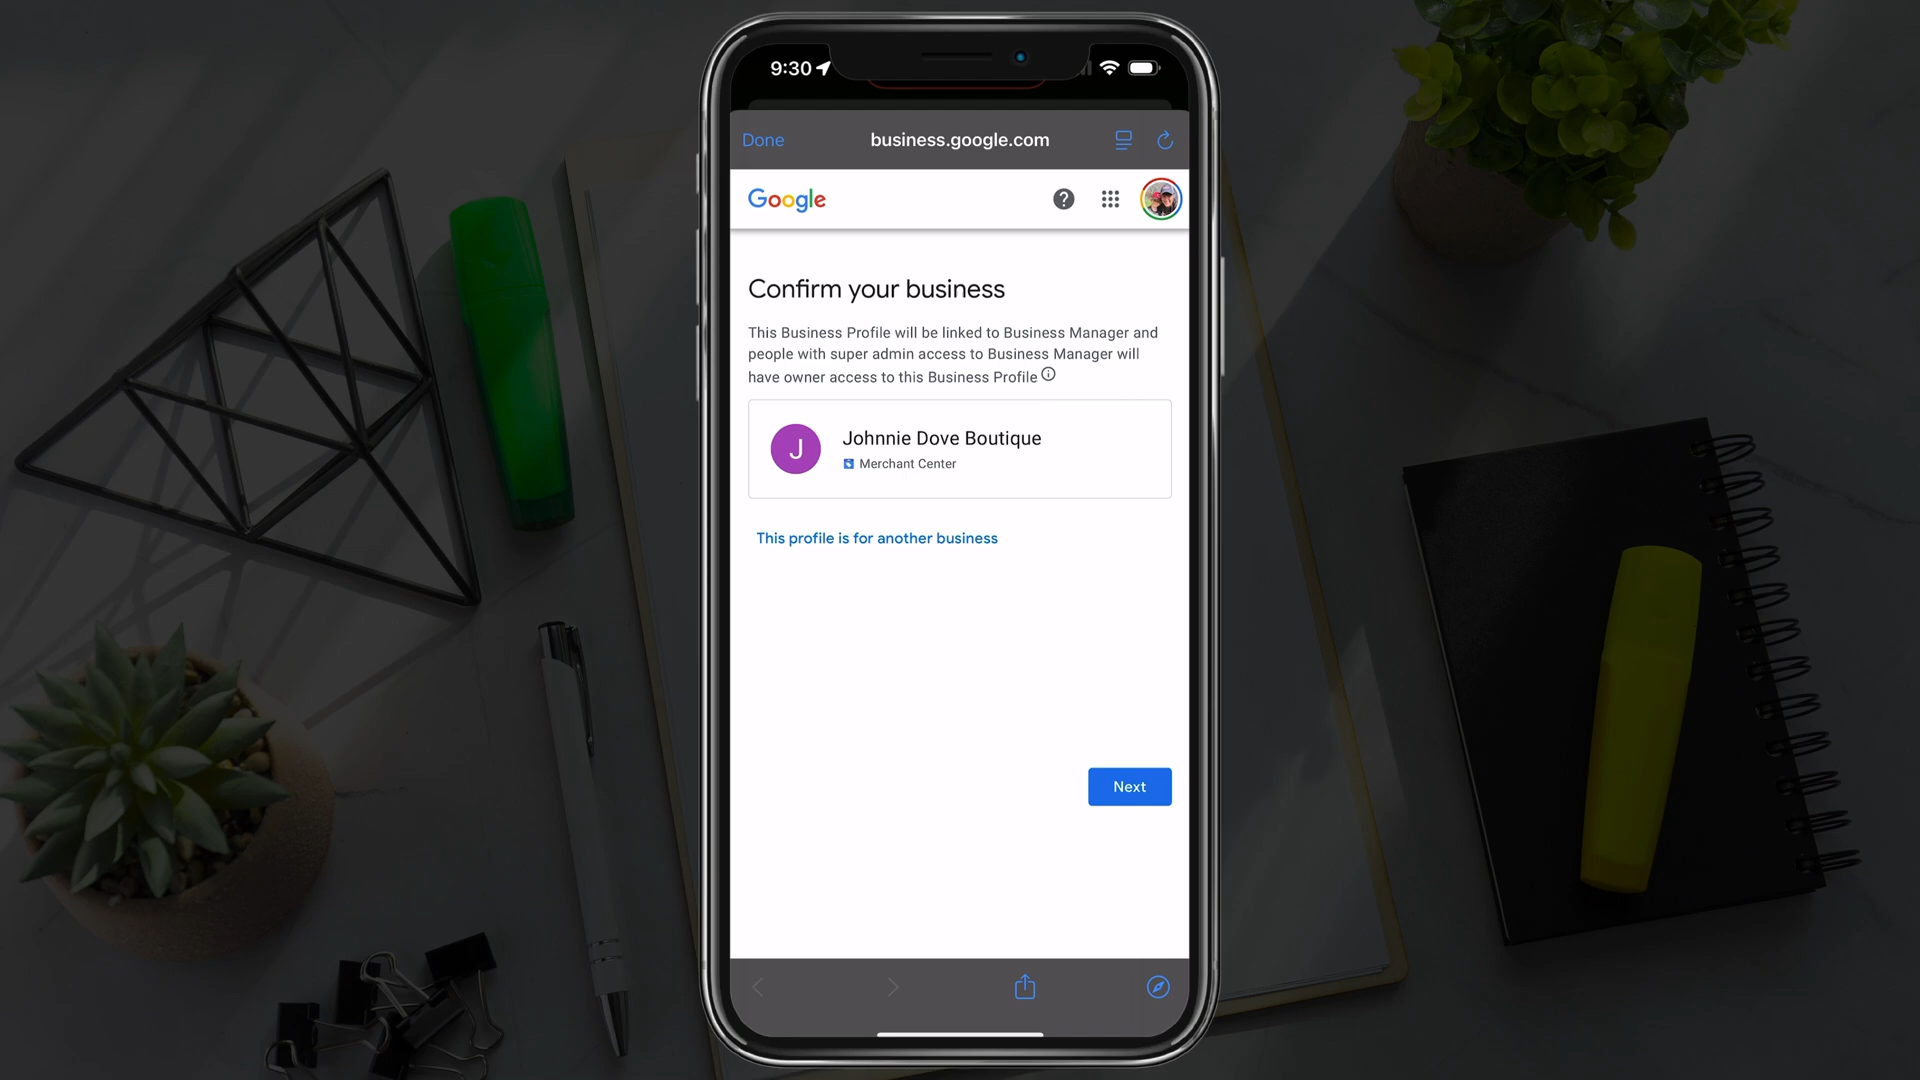 9:30
Done
business.google.com
Google
Confirm your business
This Business Profile will be linked to Business Manager and
people with super admin access to Business Manager will
have owner access to this Business Profile
J
Johnnie Dove Boutique
Merchant Center
This profile is for another business
Next